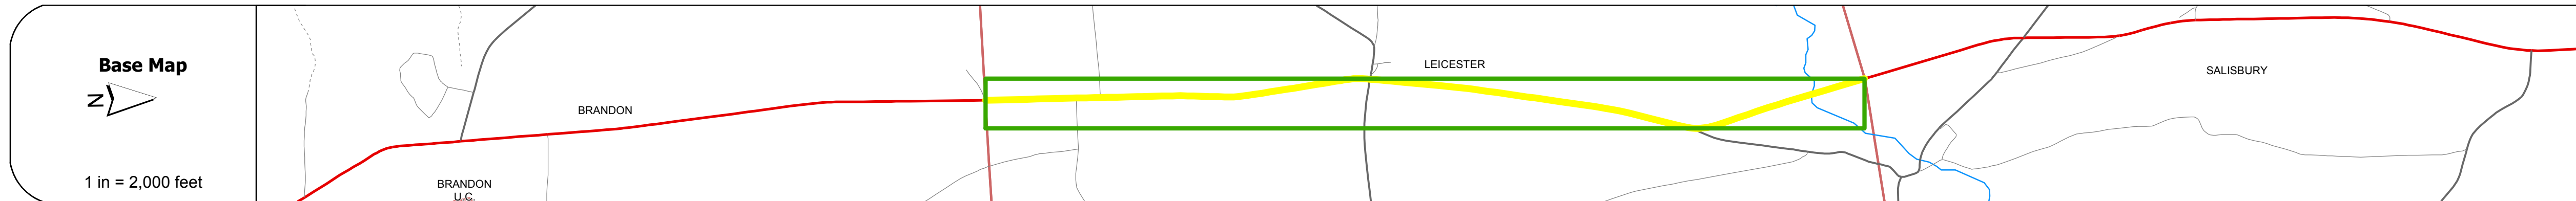 Base Map
N
1 in = 2,000 feet
BRANDON
BRANDON
U.C.
LEICESTER
SALISBURY